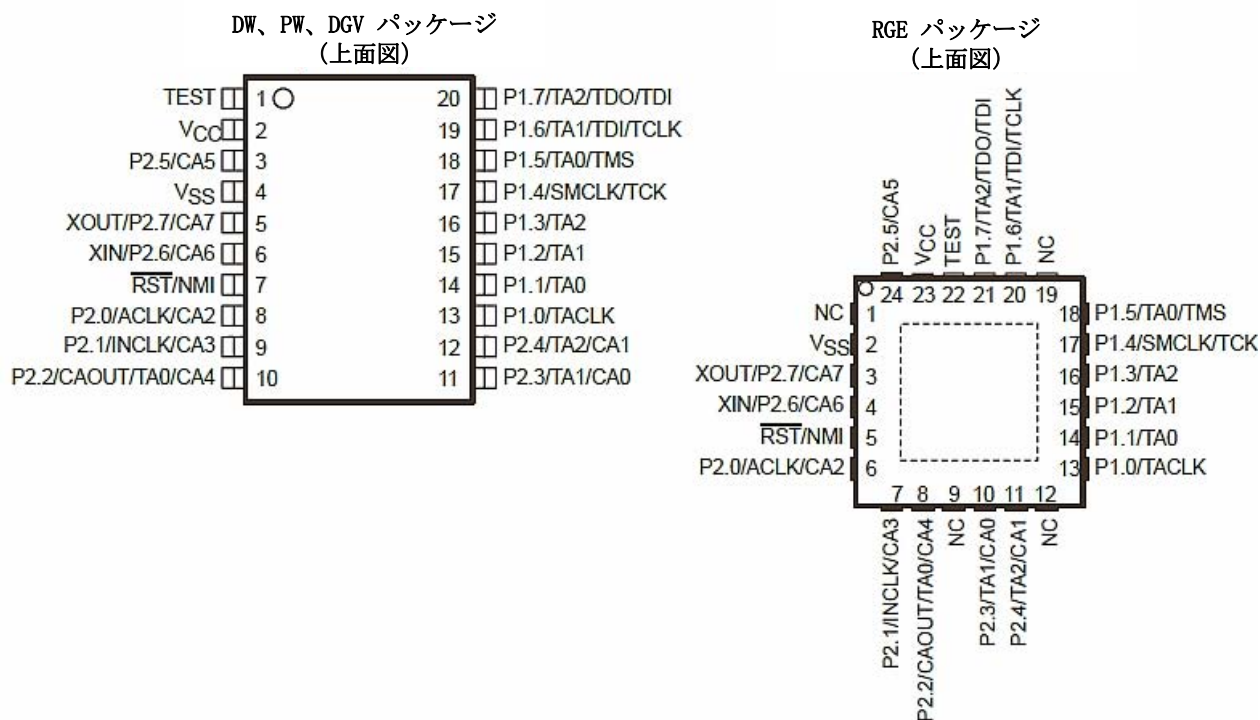 DW、PW、DGV パッケージ
(上面図)
TEST 1 20 P1.7/TA2/TDO/TDI
VCC 2 19 P1.6/TA1/TDI/TCLK
P2.5/CA5 3 18 P1.5/TA0/TMS
VSS 4 17 P1.4/SMCLK/TCK
XOUT/P2.7/CA7 5 16 P1.3/TA2
XIN/P2.6/CA6 6 15 P1.2/TA1
RST/NMI 7 14 P1.1/TA0
P2.0/ACLK/CA2 8 13 P1.0/TACLK
P2.1/INCLK/CA3 9 12 P2.4/TA2/CA1
P2.2/CAOUT/TA0/CA4 10 11 P2.3/TA1/CA0
RGE パッケージ
(上面図)
P2.5/CA5
VCC
TEST
P1.7/TA2/TDO/TDI
P1.6/TA1/TDI/TCLK
NC
24 23 22 21 20 19
NC 1 18 P1.5/TA0/TMS
VSS 2 17 P1.4/SMCLK/TCK
XOUT/P2.7/CA7 3 16 P1.3/TA2
XIN/P2.6/CA6 4 15 P1.2/TA1
RST/NMI 5 14 P1.1/TA0
P2.0/ACLK/CA2 6 13 P1.0/TACLK
7 8 9 10 11 12
P2.1/INCLK/CA3
P2.2/CAOUT/TA0/CA4
NC
P2.3/TA1/CA0
P2.4/TA2/CA1
NC